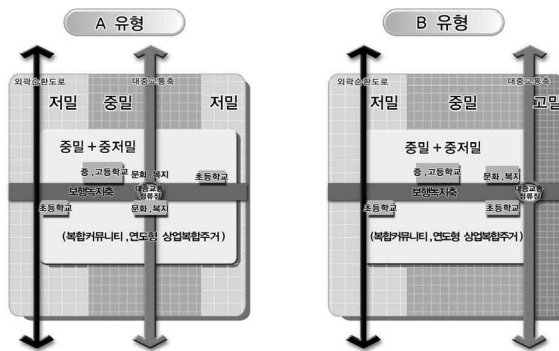 A 유형
외곽순환도로
대중교통축
저밀
중밀
저밀
중밀 + 중저밀
중,고등학교
문화,복지
초등학교
보행녹지축
대중교통
정류장
초등학교
문화,복지
(복합커뮤니티,연도형 상업복합주거)
B 유형
외곽순환도로
대중교통축
저밀
중밀
고밀
중밀 + 중저밀
중,고등학교
문화,복지
보행녹지축
대중교통
정류장
초등학교
초등학교
(복합커뮤니티,연도형 상업복합주거)